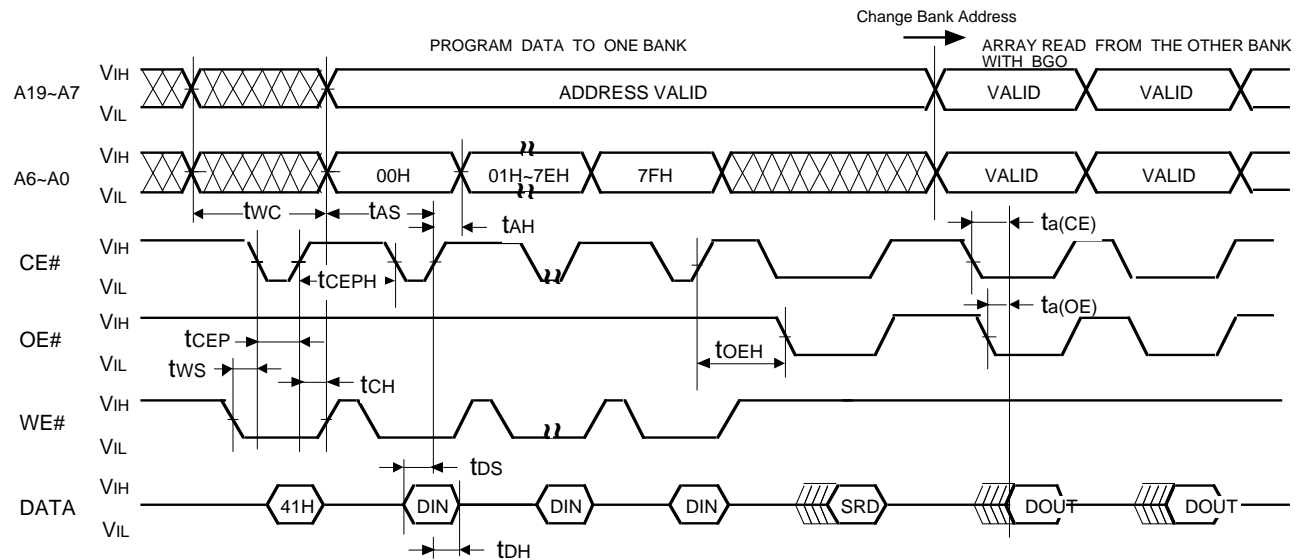 Change Bank Address
PROGRAM DATA TO ONE BANK
ARRAY READ FROM THE OTHER BANK
WITH BGO
A19~A7
VIH
VIL
ADDRESS VALID
VALID
VALID
A6~A0
VIH
VIL
00H
01H~7EH
7FH
VALID
VALID
tWC
tAS
tAH
ta(CE)
CE#
VIH
VIL
tCEPH
ta(OE)
OE#
VIH
VIL
tCEP
tOEH
tWS
tCH
WE#
VIH
VIL
tDS
DATA
VIH
VIL
41H
DIN
DIN
DIN
SRD
DOUT
DOUT
tDH